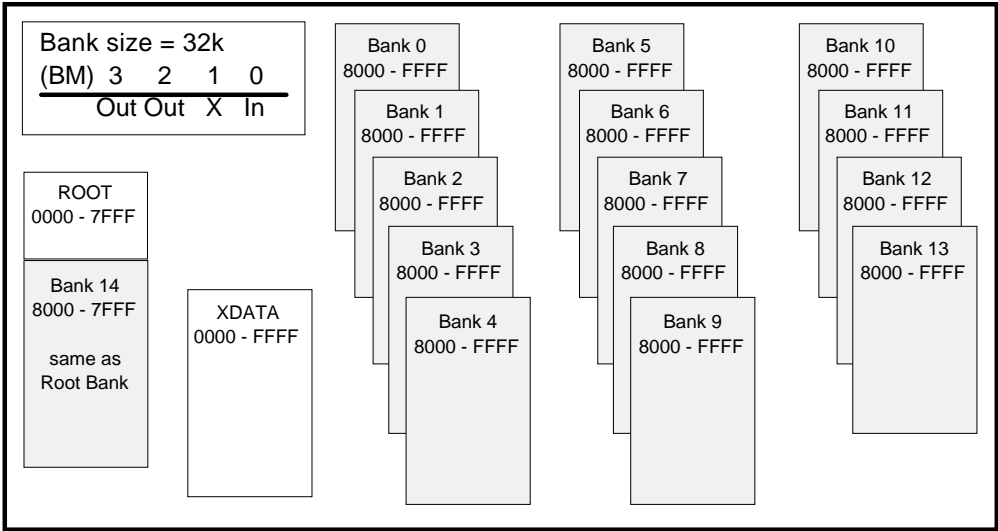 Bank size = 32k
(BM) 3 2 1 0
Out Out X In
ROOT
0000 - 7FFF
Bank 14
8000 - 7FFF
same as
Root Bank
XDATA
0000 - FFFF
Bank 0
8000 - FFFF
Bank 1
8000 - FFFF
Bank 2
8000 - FFFF
Bank 3
8000 - FFFF
Bank 4
8000 - FFFF
Bank 5
8000 - FFFF
Bank 6
8000 - FFFF
Bank 7
8000 - FFFF
Bank 8
8000 - FFFF
Bank 9
8000 - FFFF
Bank 10
8000 - FFFF
Bank 11
8000 - FFFF
Bank 12
8000 - FFFF
Bank 13
8000 - FFFF